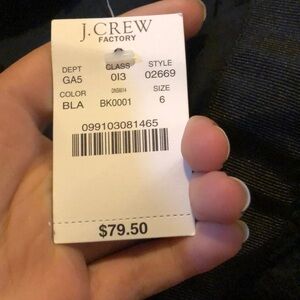 J.CREW
FACTORY
DEPT CLASS STYLE
GA5 0I3 02669
COLOR SIZE
BLA BK0001 6
099103081465
$79.50